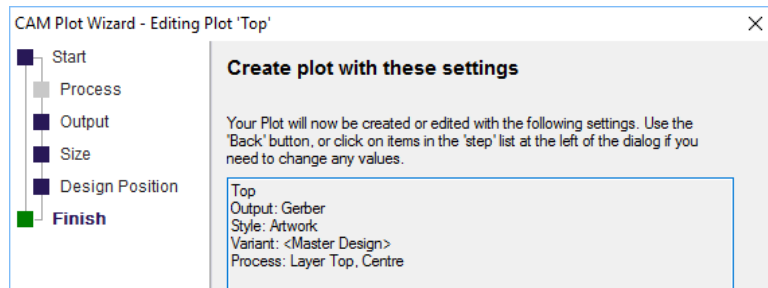 CAM Plot Wizard - Editing Plot 'Top'
Start
Process
Output
Size
Design Position
Finish
Create plot with these settings
Your Plot will now be created or edited with the following settings. Use the
'Back' button, or click on items in the 'step' list at the left of the dialog if you
need to change any values.
Top
Output: Gerber
Style: Artwork
Variant: <Master Design>
Process: Layer Top, Centre